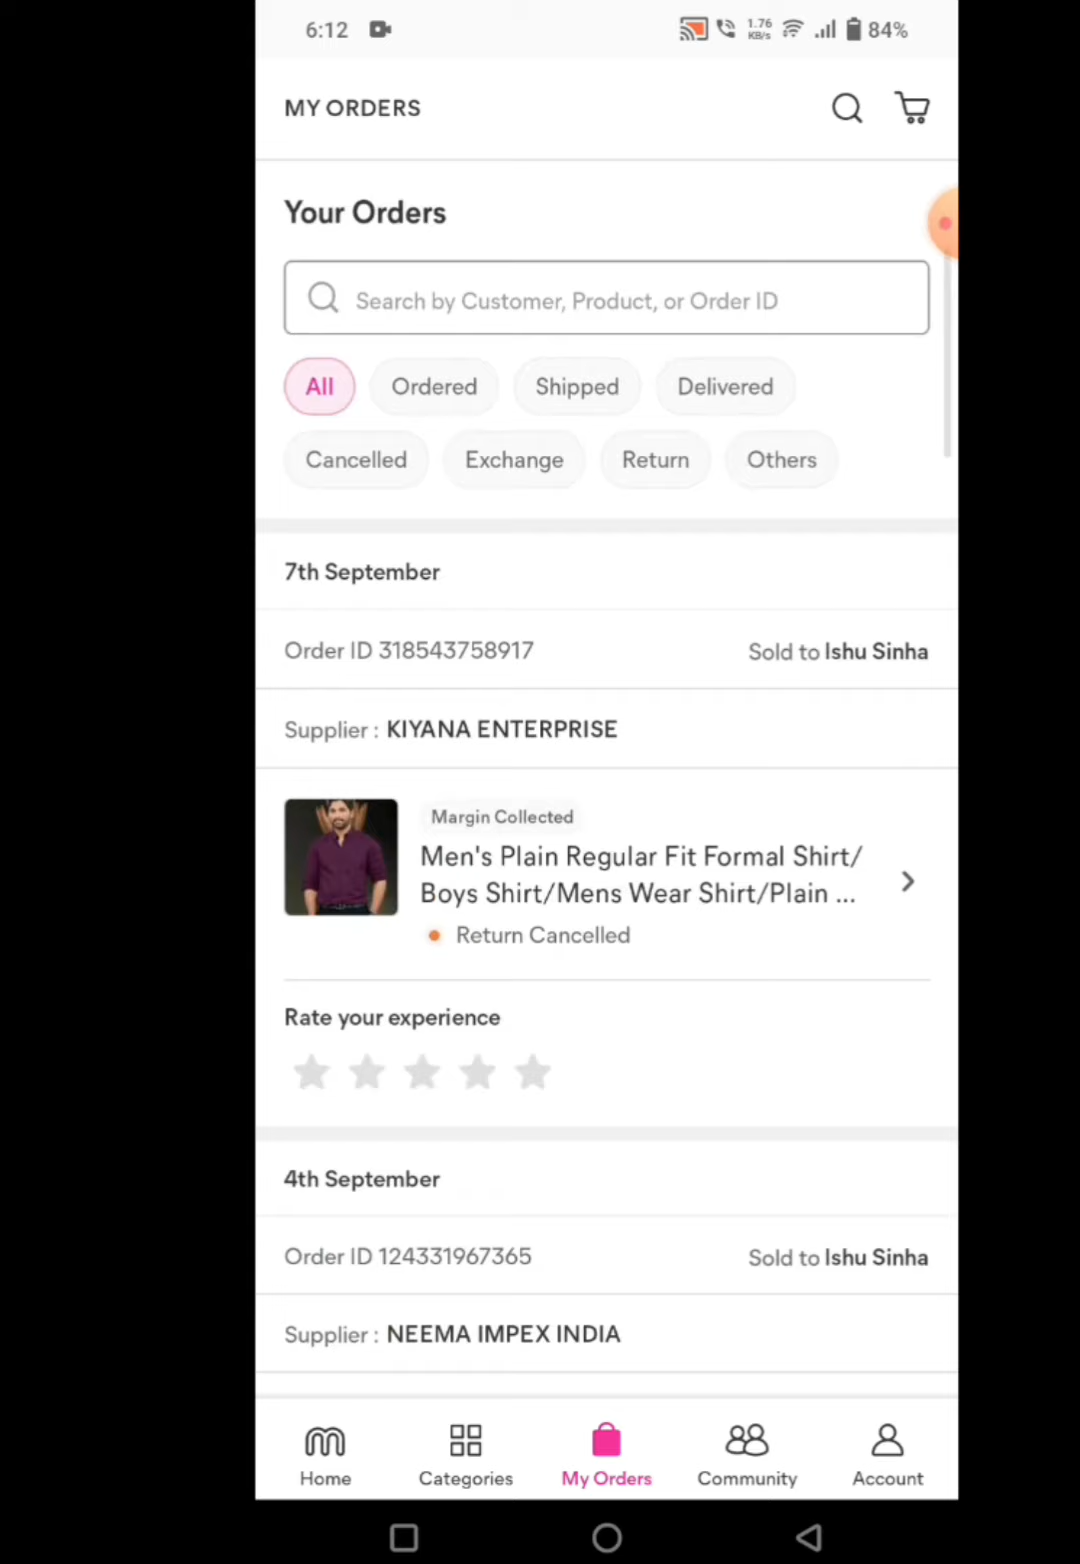 6:12
1.76
KB/s
84%
MY ORDERS
Your Orders
Search by Customer, Product, or Order ID
All Ordered Shipped Delivered
Cancelled Exchange Return Others
7th September
Order ID 318543758917 Sold to Ishu Sinha
Supplier : KIYANA ENTERPRISE
Margin Collected
Men's Plain Regular Fit Formal Shirt/
Boys Shirt/Mens Wear Shirt/Plain ...
Return Cancelled
Rate your experience
4th September
Order ID 124331967365 Sold to Ishu Sinha
Supplier : NEEMA IMPEX INDIA
Home Categories My Orders Community Account